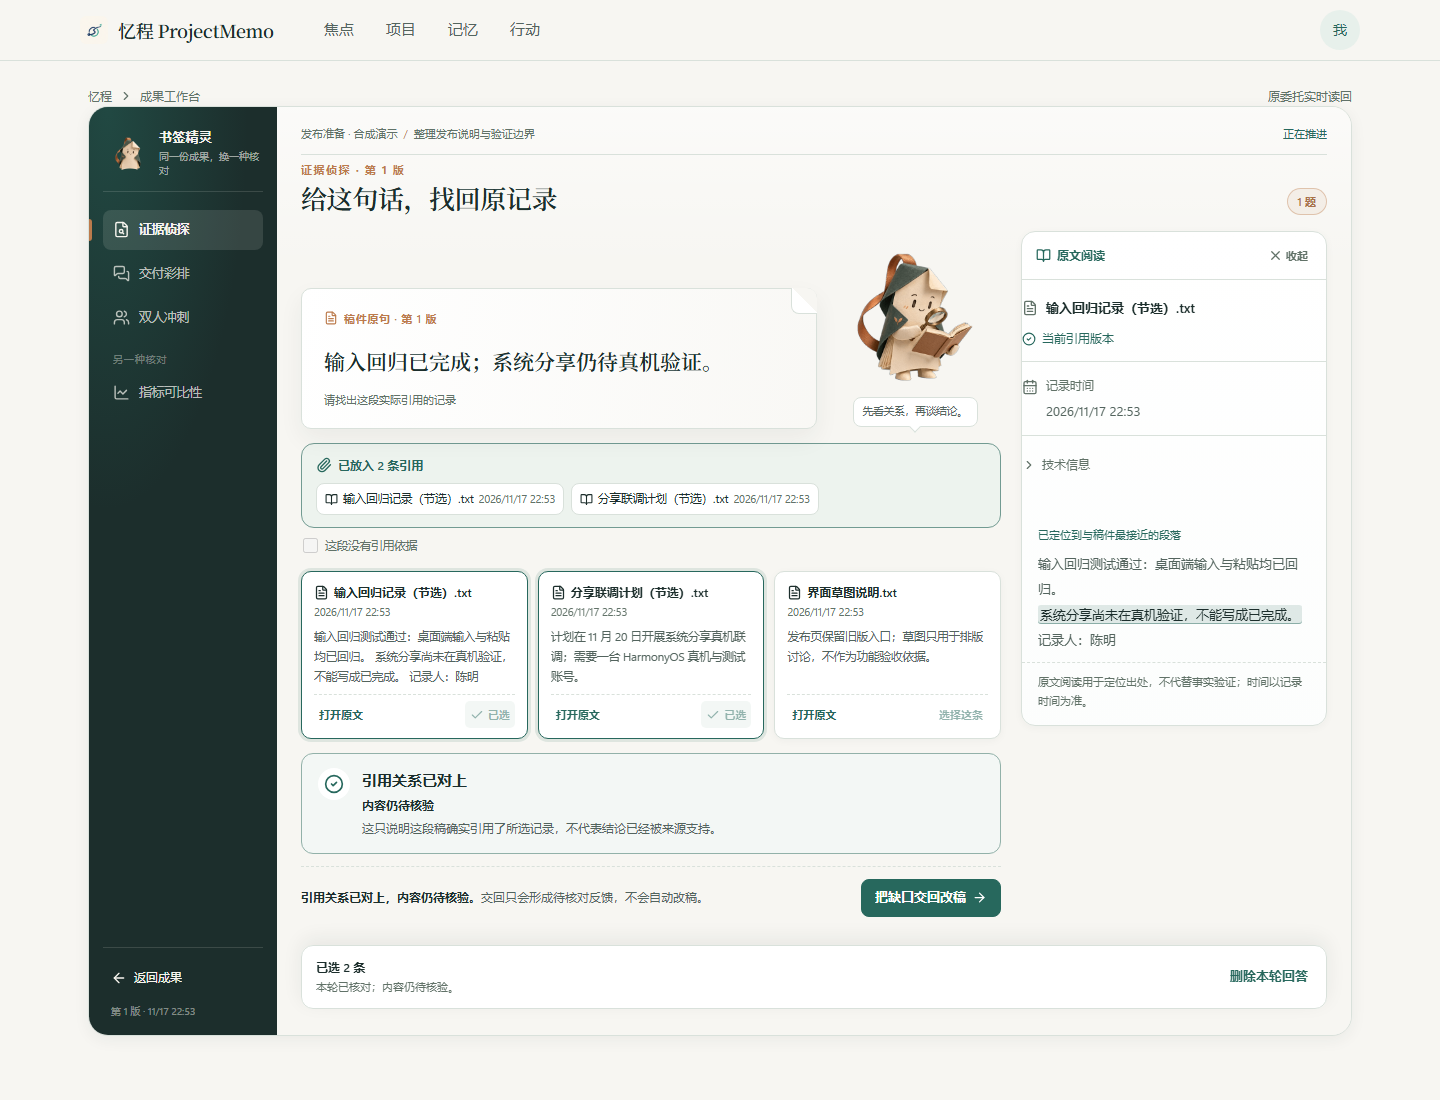 忆程 ProjectMemo
焦点
项目
记忆
行动
我
忆程 > 成果工作台
原委托实时读回
书签精灵
同一份成果，换一种核
对
证据侦探
交付彩排
双人冲刺
另一种核对
指标可比性
返回成果
第 1 版 · 11/17 22:53
发布准备 · 合成演示 / 整理发布说明与验证边界
正在推进
证据侦探 · 第 1 版
给这句话，找回原记录
1 题
稿件原句 · 第 1 版
输入回归已完成；系统分享仍待真机验证。
请找出这段实际引用的记录
先看关系，再谈结论。
已放入 2 条引用
输入回归记录（节选）.txt 2026/11/17 22:53
分享联调计划（节选）.txt 2026/11/17 22:53
这段没有引用依据
输入回归记录（节选）.txt
2026/11/17 22:53
输入回归测试通过：桌面端输入与粘贴
均已回归。 系统分享尚未在真机验证，
不能写成已完成。 记录人：陈明
打开原文
已选
分享联调计划（节选）.txt
2026/11/17 22:53
计划在 11 月 20 日开展系统分享真机联
调；需要一台 HarmonyOS 真机与测试
账号。
打开原文
已选
界面草图说明.txt
2026/11/17 22:53
发布页保留旧版入口；草图只用于排版
讨论，不作为功能验收依据。
打开原文
选择这条
引用关系已对上
内容仍待核验
这只说明这段稿确实引用了所选记录，不代表结论已经被来源支持。
引用关系已对上，内容仍待核验。交回只会形成待核对反馈，不会自动改稿。
把缺口交回改稿
已选 2 条
本轮已核对；内容仍待核验。
删除本轮回答
原文阅读
收起
输入回归记录（节选）.txt
当前引用版本
记录时间
2026/11/17 22:53
技术信息
已定位到与稿件最接近的段落
输入回归测试通过：桌面端输入与粘贴均已回
归。
系统分享尚未在真机验证，不能写成已完成。
记录人：陈明
原文阅读用于定位出处，不代替事实验证；时间以记录
时间为准。